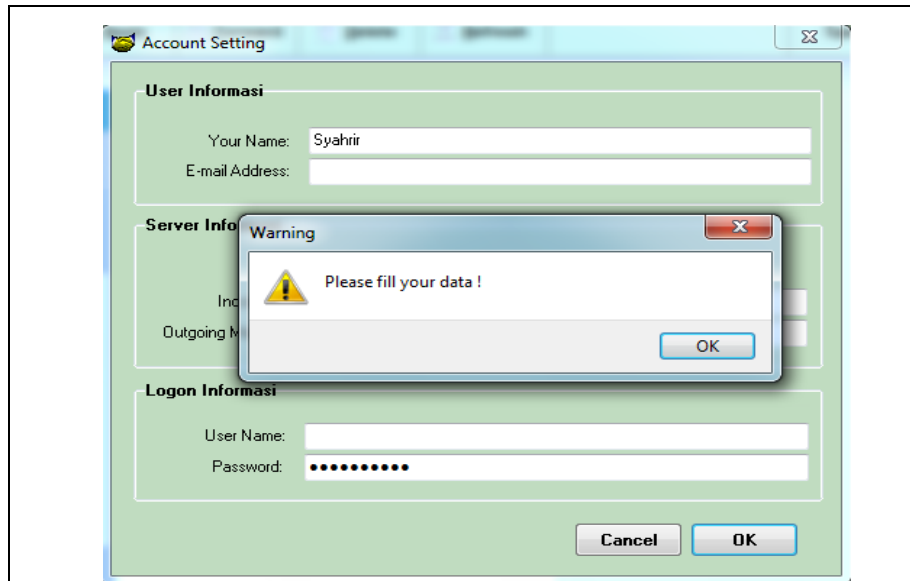 Account Setting
User Informasi
Your Name: Syahrir
E-mail Address:
Server Info
Warning
Please fill your data !
Inc
Outgoing M
OK
Logon Informasi
User Name:
Password: ●●●●●●●●●●
Cancel OK